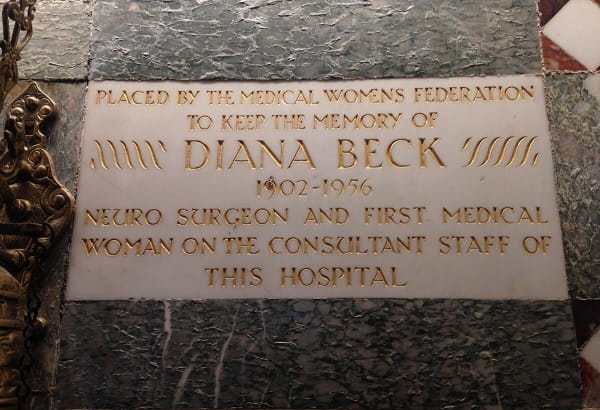 PLACED BY THE MEDICAL WOMENS FEDERATION
TO KEEP THE MEMORY OF
DIANA BECK
1902-1956
NEURO SURGEON AND FIRST MEDICAL
WOMAN ON THE CONSULTANT STAFF OF
THIS HOSPITAL